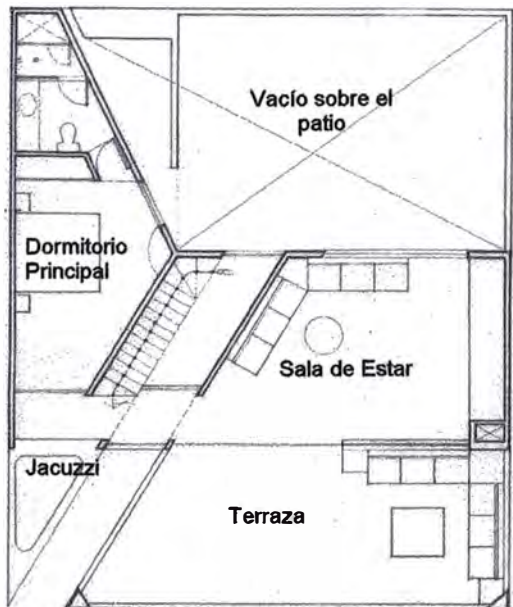 Vacío sobre el
patio
Dormitorio
Principal
Sala de Estar
Jacuzzi
Terraza